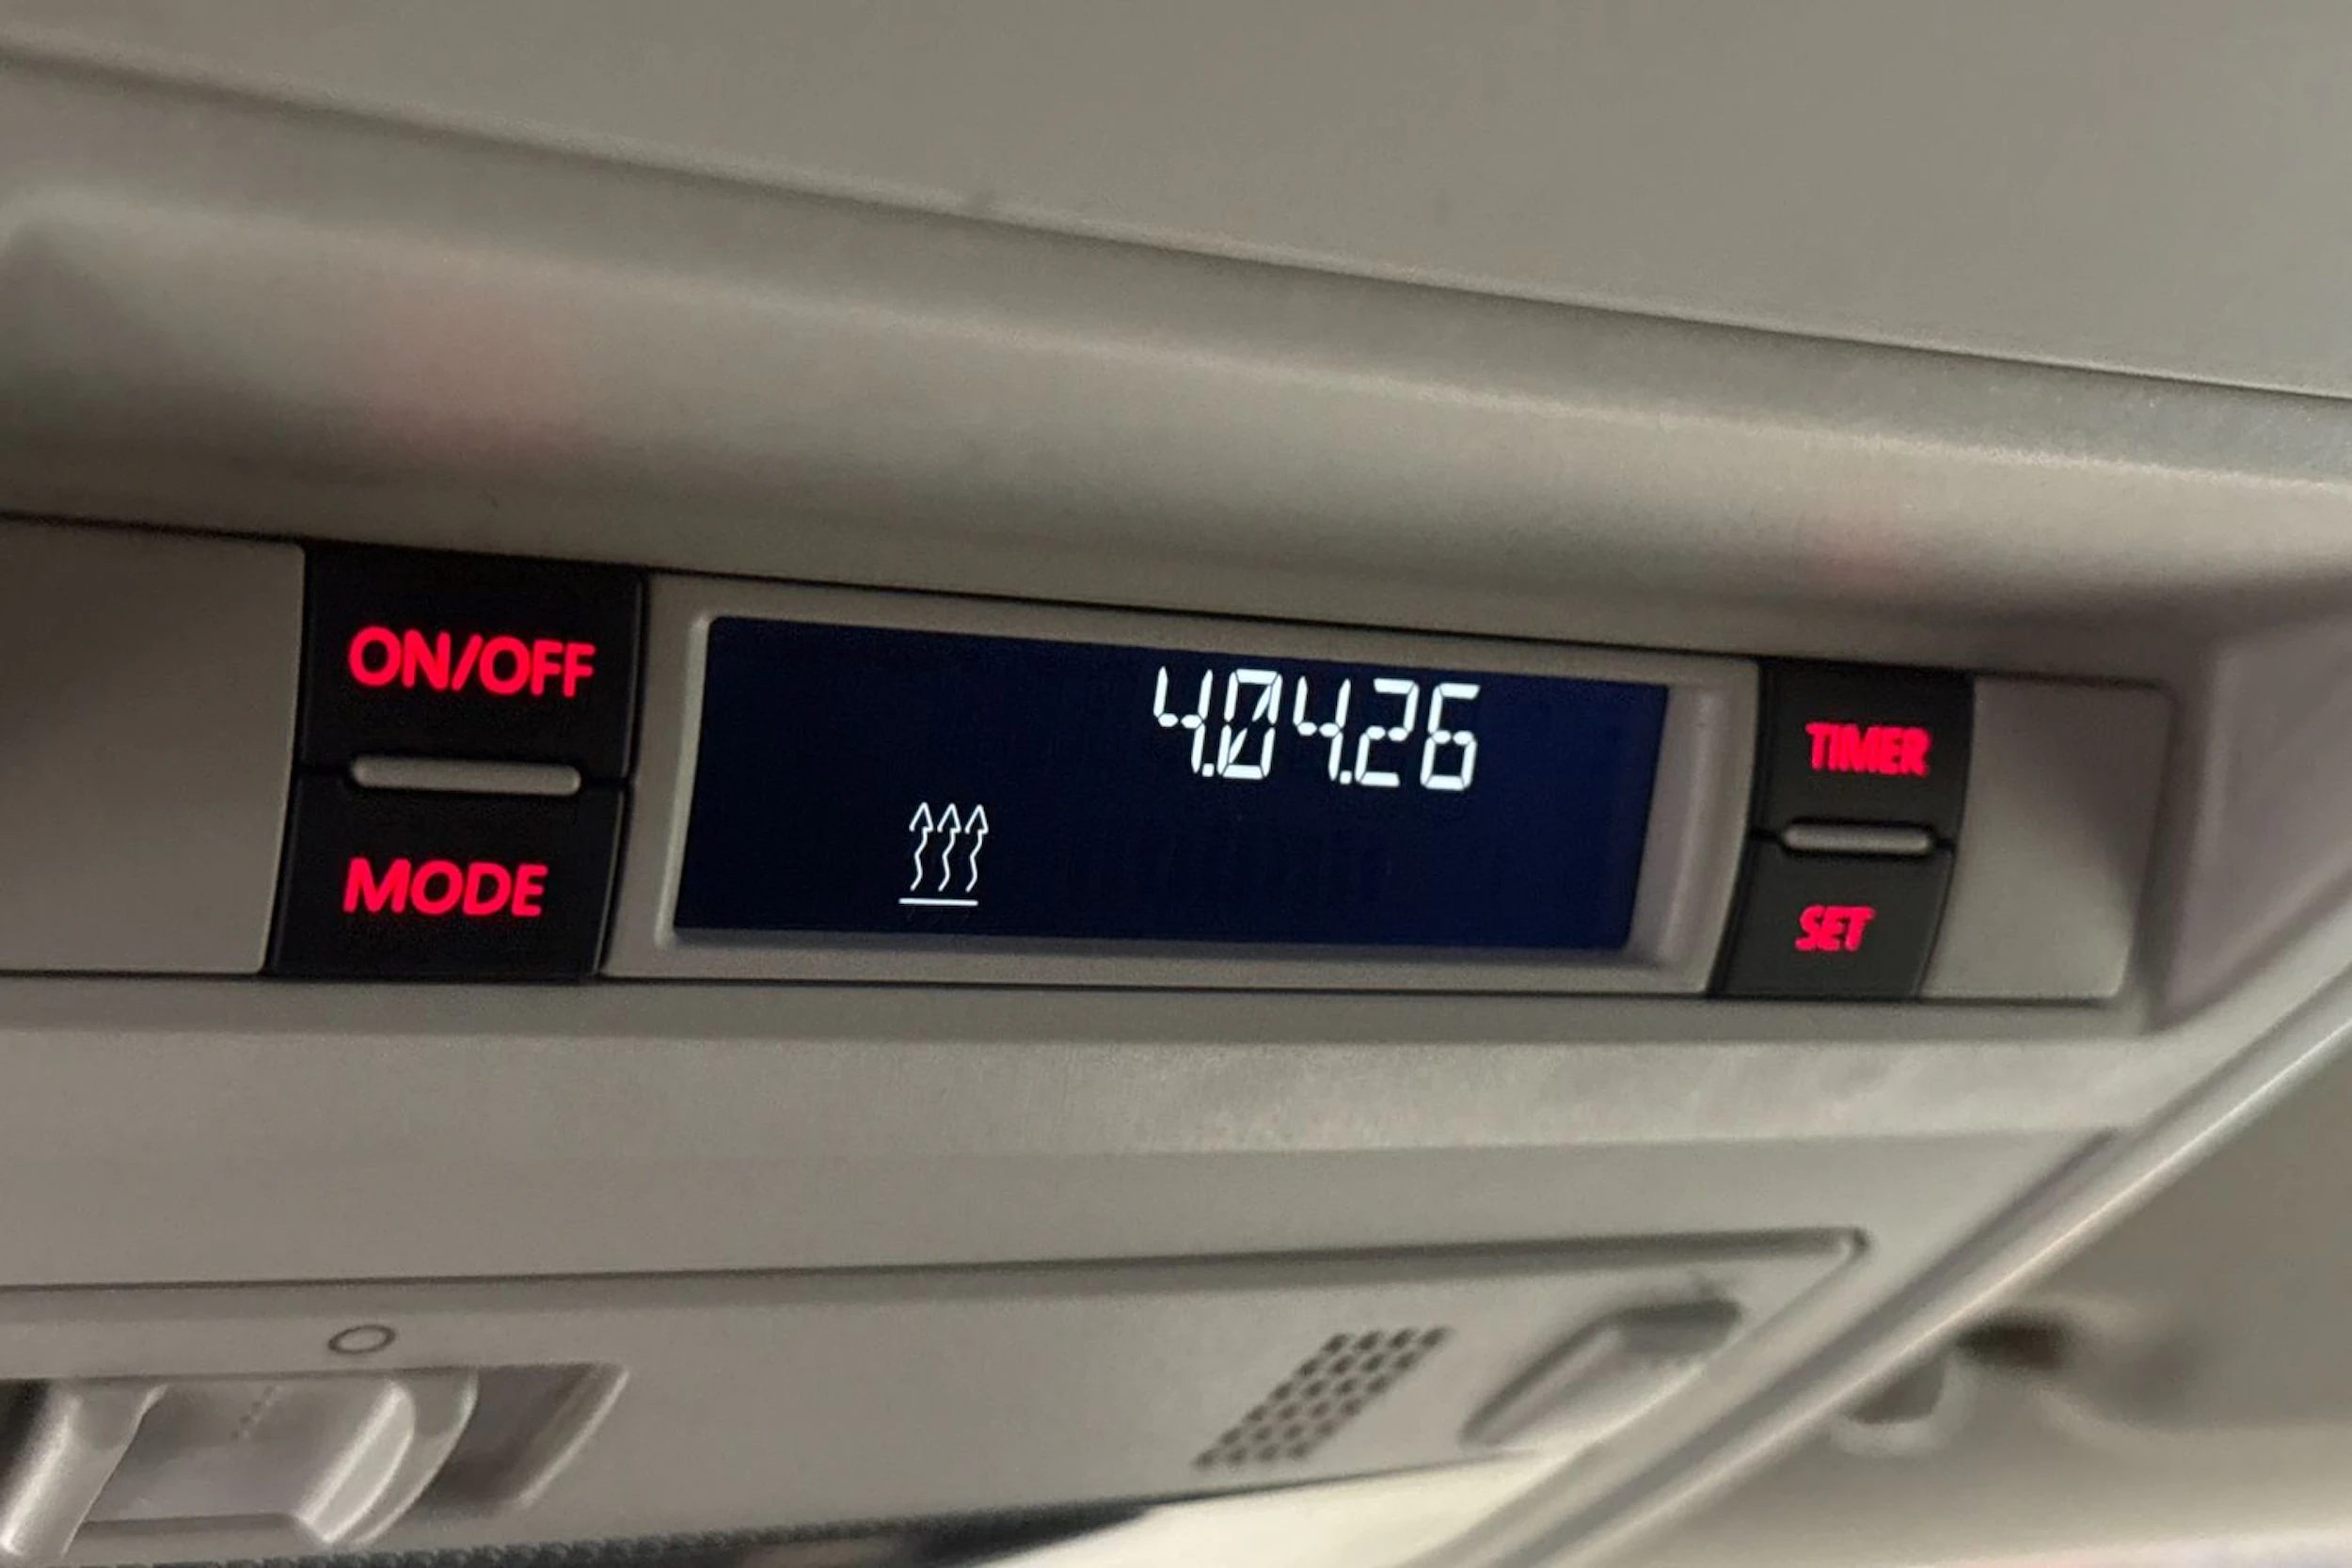 ON/OFF
MODE
4.04.26
TIMER
SET